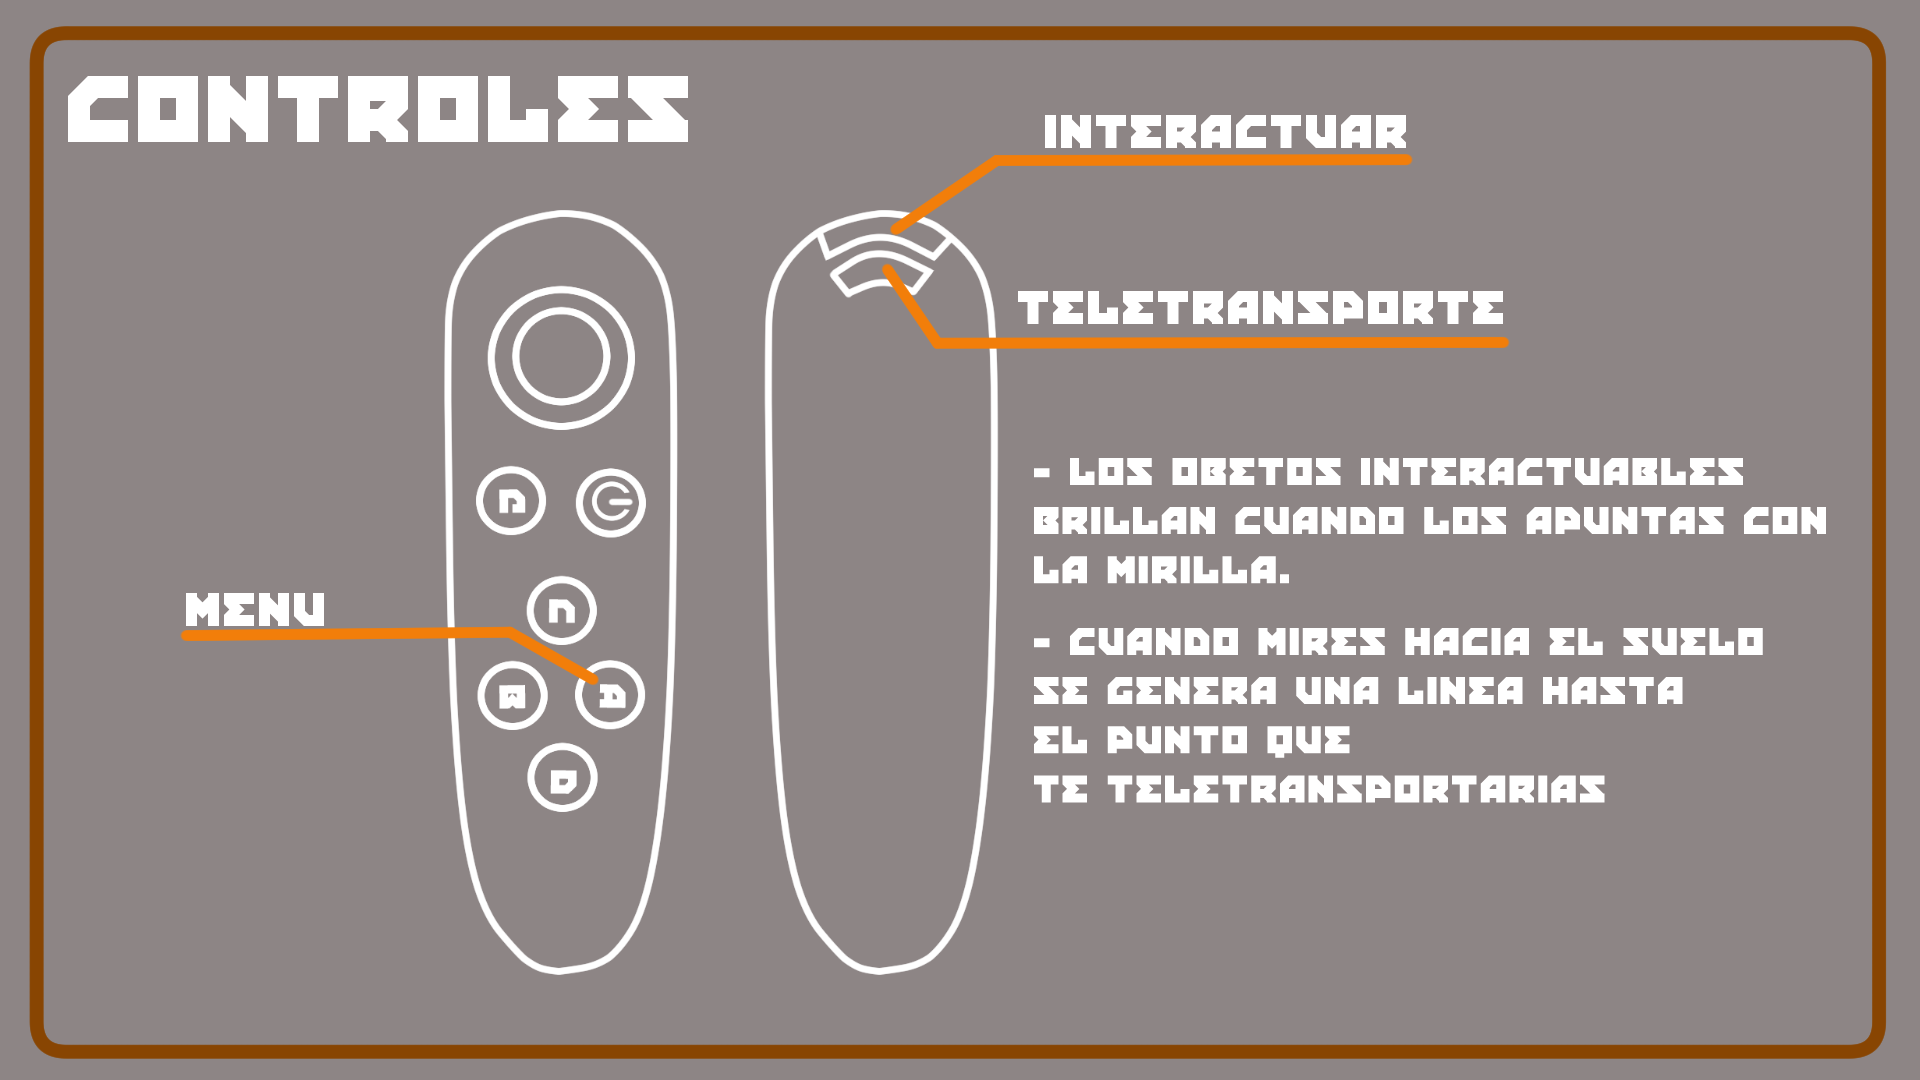 CONTROLES
INTERACTUAR
TELETRANSPORTE
- LOS OBETOS INTERACTUABLES
BRILLAN CUANDO LOS APUNTAS CON
LA MIRILLA.
MENU
- CUANDO MIRES HACIA EL SUELO
SE GENERA UNA LINEA HASTA
EL PUNTO QUE
TE TELETRANSPORTARIAS